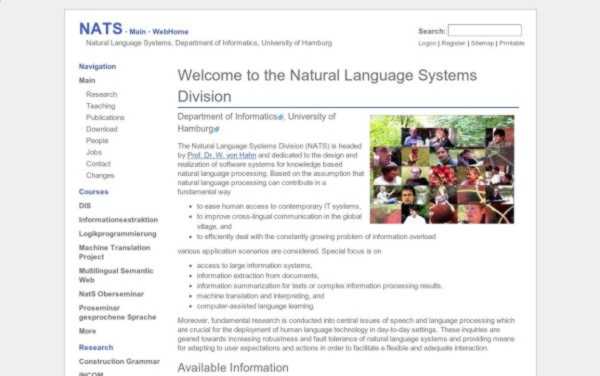 NATS - Main - WebHome
Natural Language Systems, Department of Informatics, University of Hamburg
Search:
Logon | Register | Sitemap | Printable
Navigation
Main
Research
Teaching
Publications
Download
People
Jobs
Contact
Changes
Courses
DIS
Informationsextraktion
Logikprogrammierung
Machine Translation
Project
Multilingual Semantic
Web
NatS Oberseminar
Proseminar
gesprochene Sprache
More
Research
Construction Grammar
INCOM
Welcome to the Natural Language Systems
Division
Department of Informatics, University of
Hamburg
The Natural Language Systems Division (NATS) is headed
by Prof. Dr. W. von Hahn and dedicated to the design and
realization of software systems for knowledge based
natural language processing. Based on the assumption that
natural language processing can contribute in a
fundamental way
• to ease human access to contemporary IT systems,
• to improve cross-lingual communication in the global
village, and
• to efficiently deal with the constantly growing problem of information overload
various application scenarios are considered. Special focus is on
• access to large information systems,
• information extraction from documents,
• information summarization for texts or complex information processing results,
• machine translation and interpreting, and
• computer-assisted language learning.
Moreover, fundamental research is conducted into central issues of speech and language processing which
are crucial for the deployment of human language technology in day-to-day settings. These inquiries are
geared towards increasing robustness and fault tolerance of natural language systems and providing means
for adapting to user expectations and actions in order to facilitate a flexible and adequate interaction.
Available Information